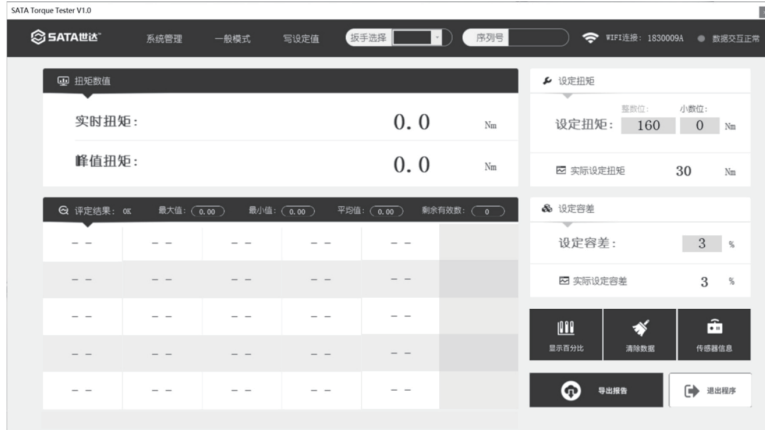 SATA Torque Tester V1.0
SATA世达 系统管理 一般模式 写设定值 扳手选择 序列号 WIFI连接: 1830009A 数据交互正常
扭矩数值
实时扭矩: 0.0 Nm
峰值扭矩: 0.0 Nm
设定扭矩
整数位: 小数位:
设定扭矩: 160 0 Nm
实际设定扭矩 30 Nm
评定结果: OK 最大值: 0.00 最小值: 0.00 平均值: 0.00 剩余有效数: 0
-- -- -- -- --
-- -- -- -- --
-- -- -- -- --
-- -- -- -- --
-- -- -- -- --
设定容差
设定容差: 3 %
实际设定容差 3 %
显示百分比 清除数据 传感器信息
导出报告 退出程序